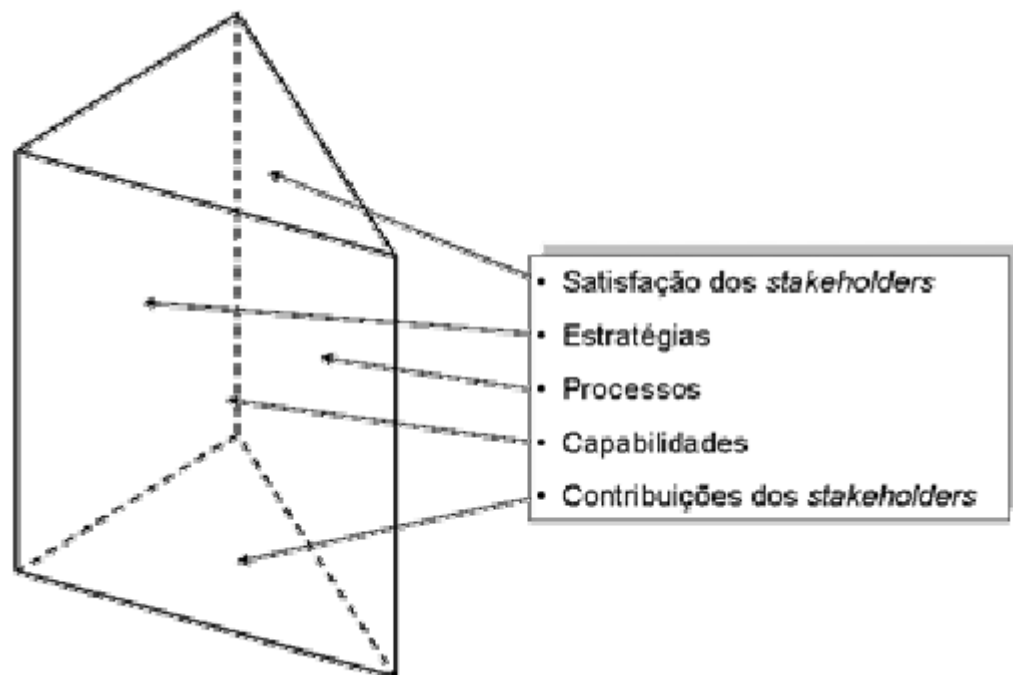 • Satisfação dos stakeholders
• Estratégias
• Processos
• Capabilidades
• Contribuições dos stakeholders